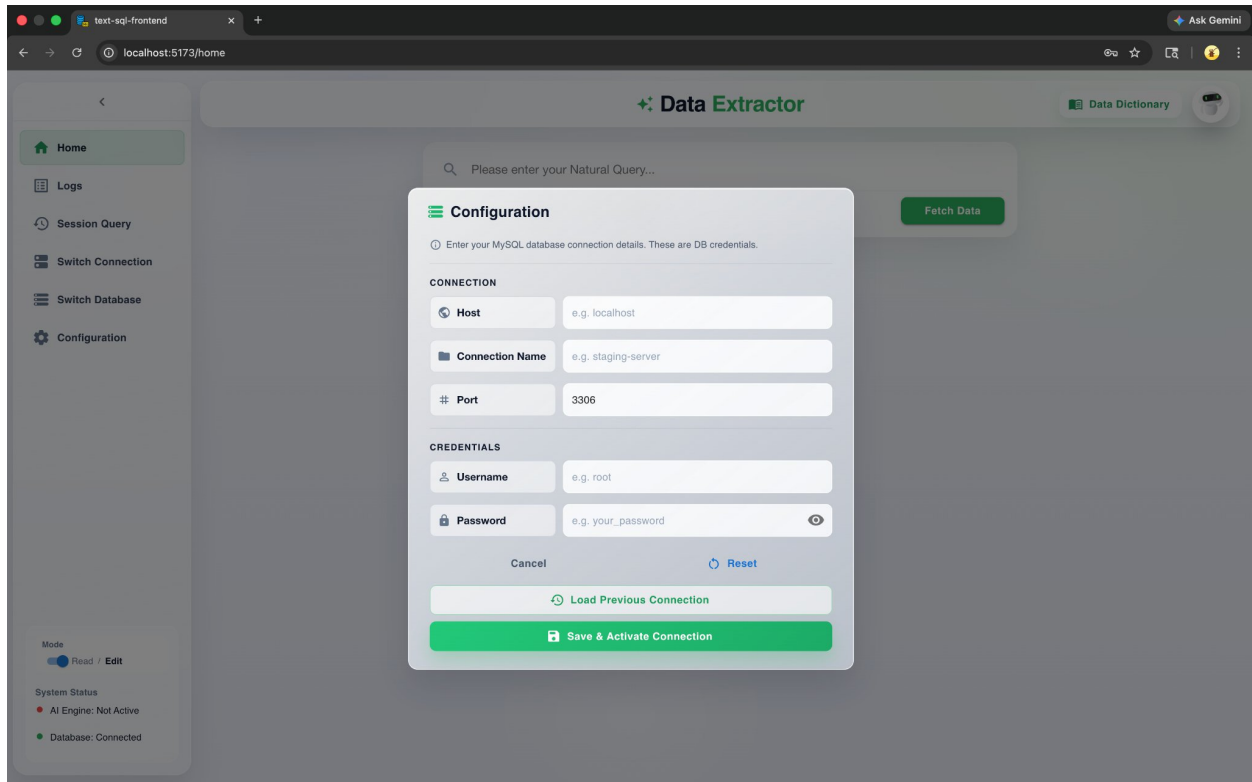 text-sql-frontend
Ask Gemini
localhost:5173/home
Data Extractor
Data Dictionary
Home
Logs
Session Query
Switch Connection
Switch Database
Configuration
Please enter your Natural Query...
Fetch Data
Configuration
Enter your MySQL database connection details. These are DB credentials.
CONNECTION
Host
e.g. localhost
Connection Name
e.g. staging-server
Port
3306
CREDENTIALS
Username
e.g. root
Password
e.g. your_password
Cancel
Reset
Load Previous Connection
Save & Activate Connection
Mode
Read / Edit
System Status
AI Engine: Not Active
Database: Connected